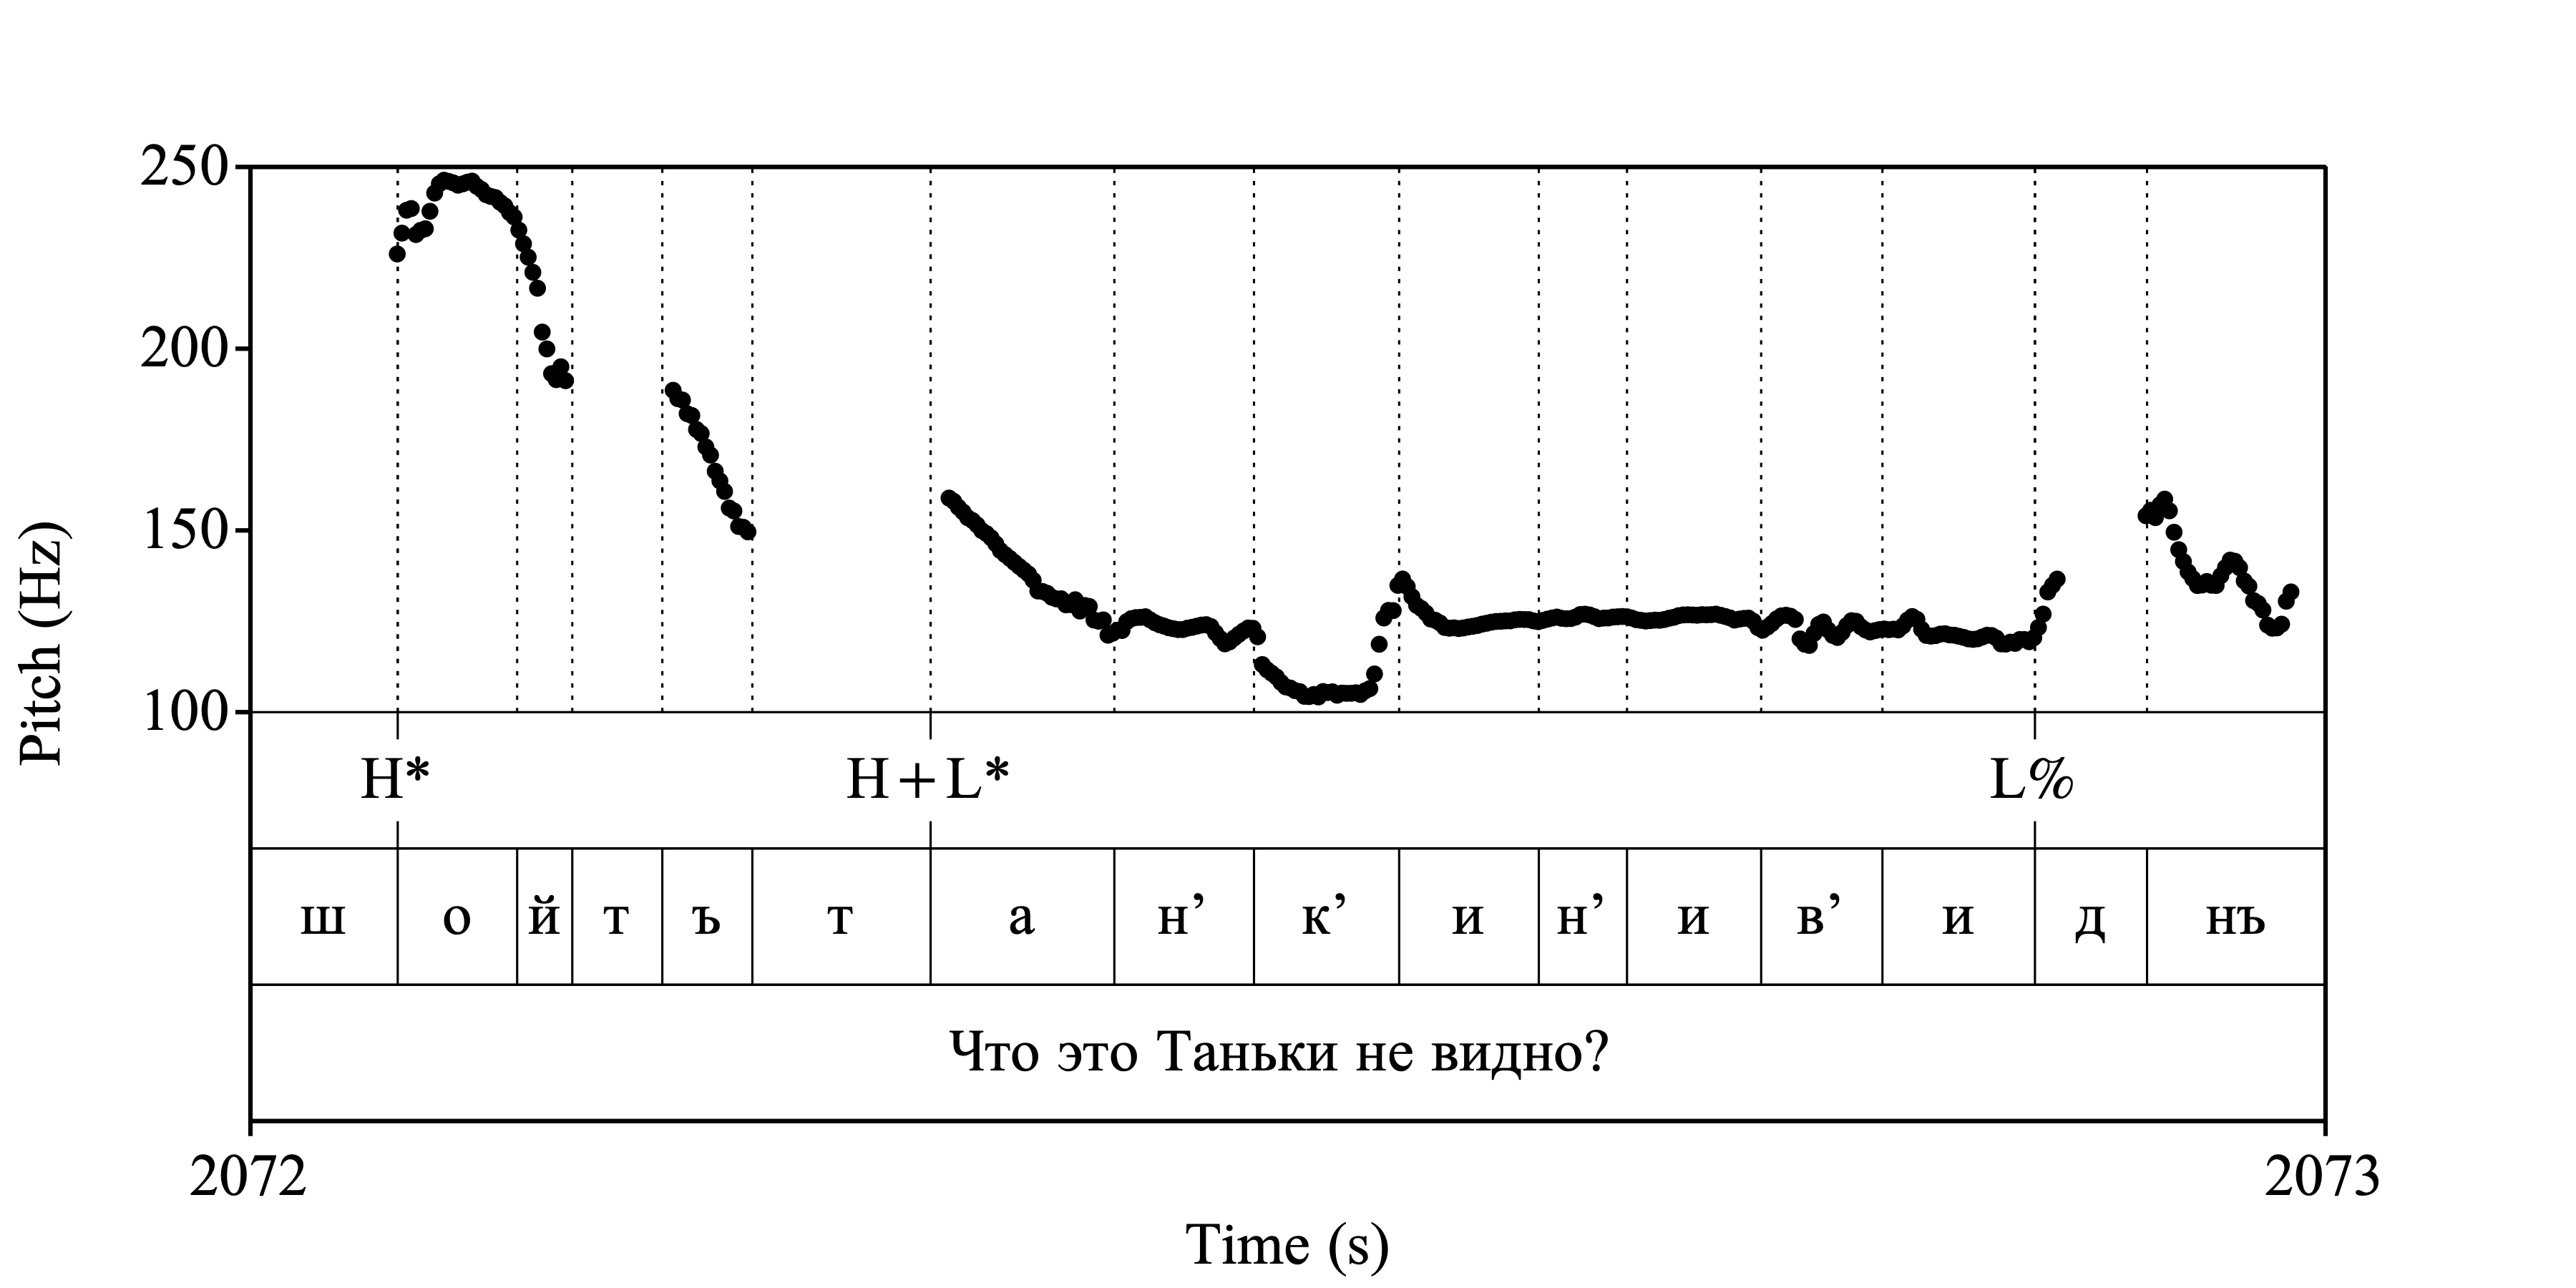 250
200
150
100
Pitch (Hz)
H* H+L* L%
ш о й т ъ т а н’ к’ и н’ и в’ и д нъ
Что это Таньки не видно?
2072 2073
Time (s)